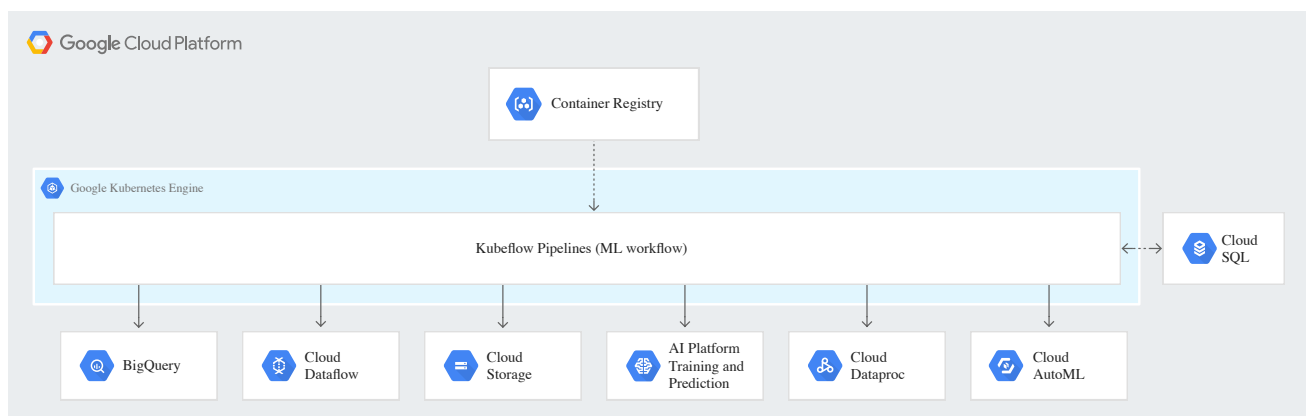 Google Cloud Platform
Container Registry
Google Kubernetes Engine
Kubeflow Pipelines (ML workflow)
Cloud
SQL
BigQuery
Cloud
Dataflow
Cloud
Storage
AI Platform
Training and
Prediction
Cloud
Dataproc
Cloud
AutoML